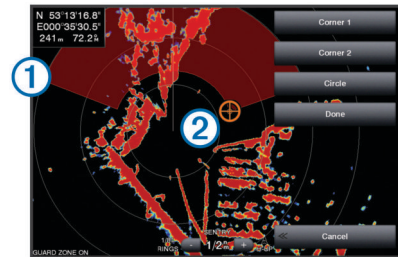 N 53°13'16.8"
E000°35'30.5"
241m 72.2
Corner 1
Corner 2
Circle
Done
1
2
SENTRY
RINGS - 1/2 +
GUARD ZONE ON
Cancel